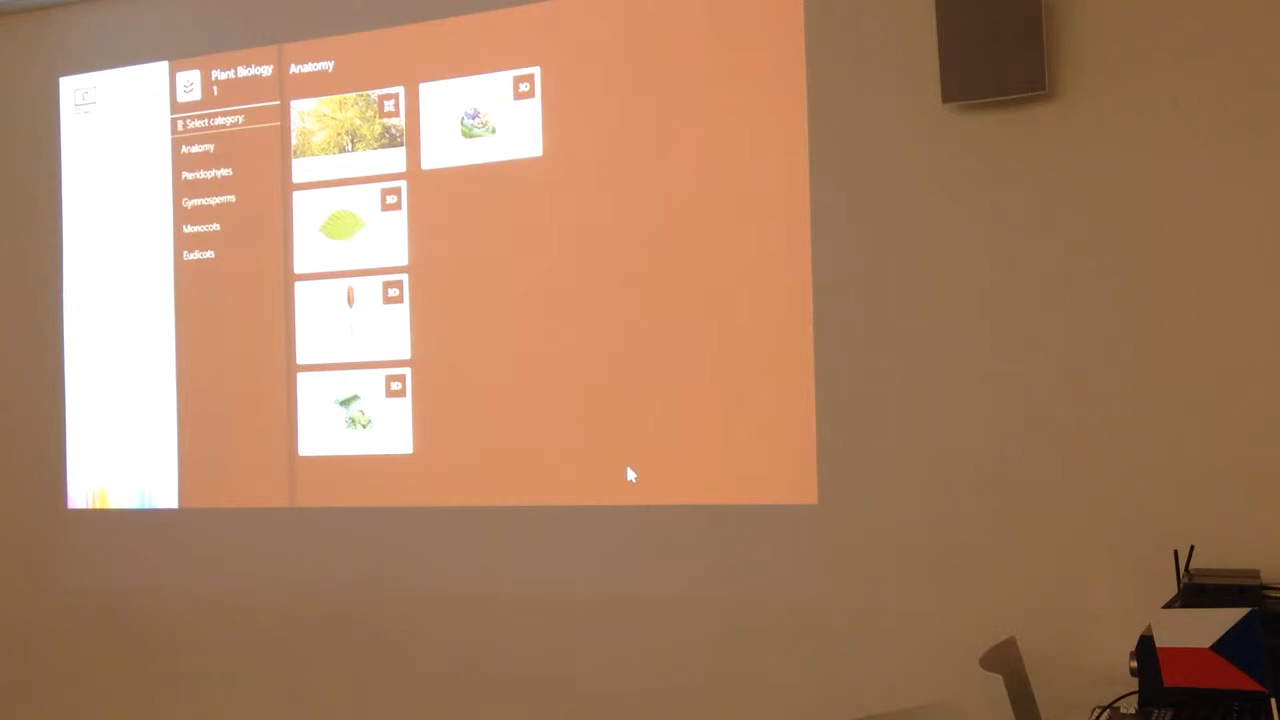 Plant Biology
1
Select category:
Anatomy
Pteridophytes
Gymnosperms
Monocots
Eudicots
Anatomy
3D
3D
3D
3D